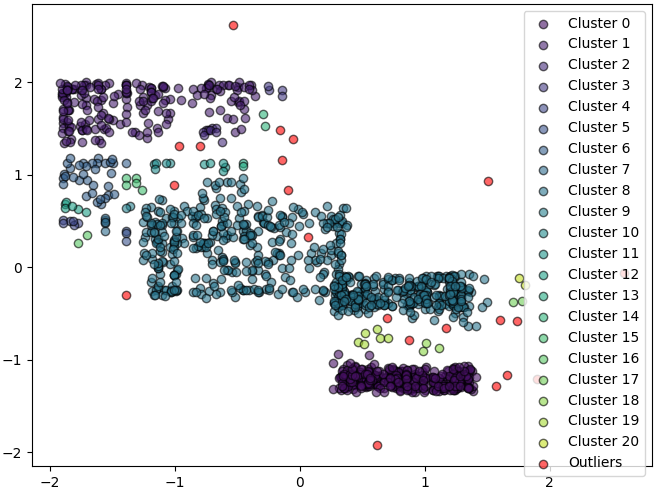 2
1
0
−1
−2
−2
−1
0
1
2
Cluster 0
Cluster 1
Cluster 2
Cluster 3
Cluster 4
Cluster 5
Cluster 6
Cluster 7
Cluster 8
Cluster 9
Cluster 10
Cluster 11
Cluster 12
Cluster 13
Cluster 14
Cluster 15
Cluster 16
Cluster 17
Cluster 18
Cluster 19
Cluster 20
Outliers